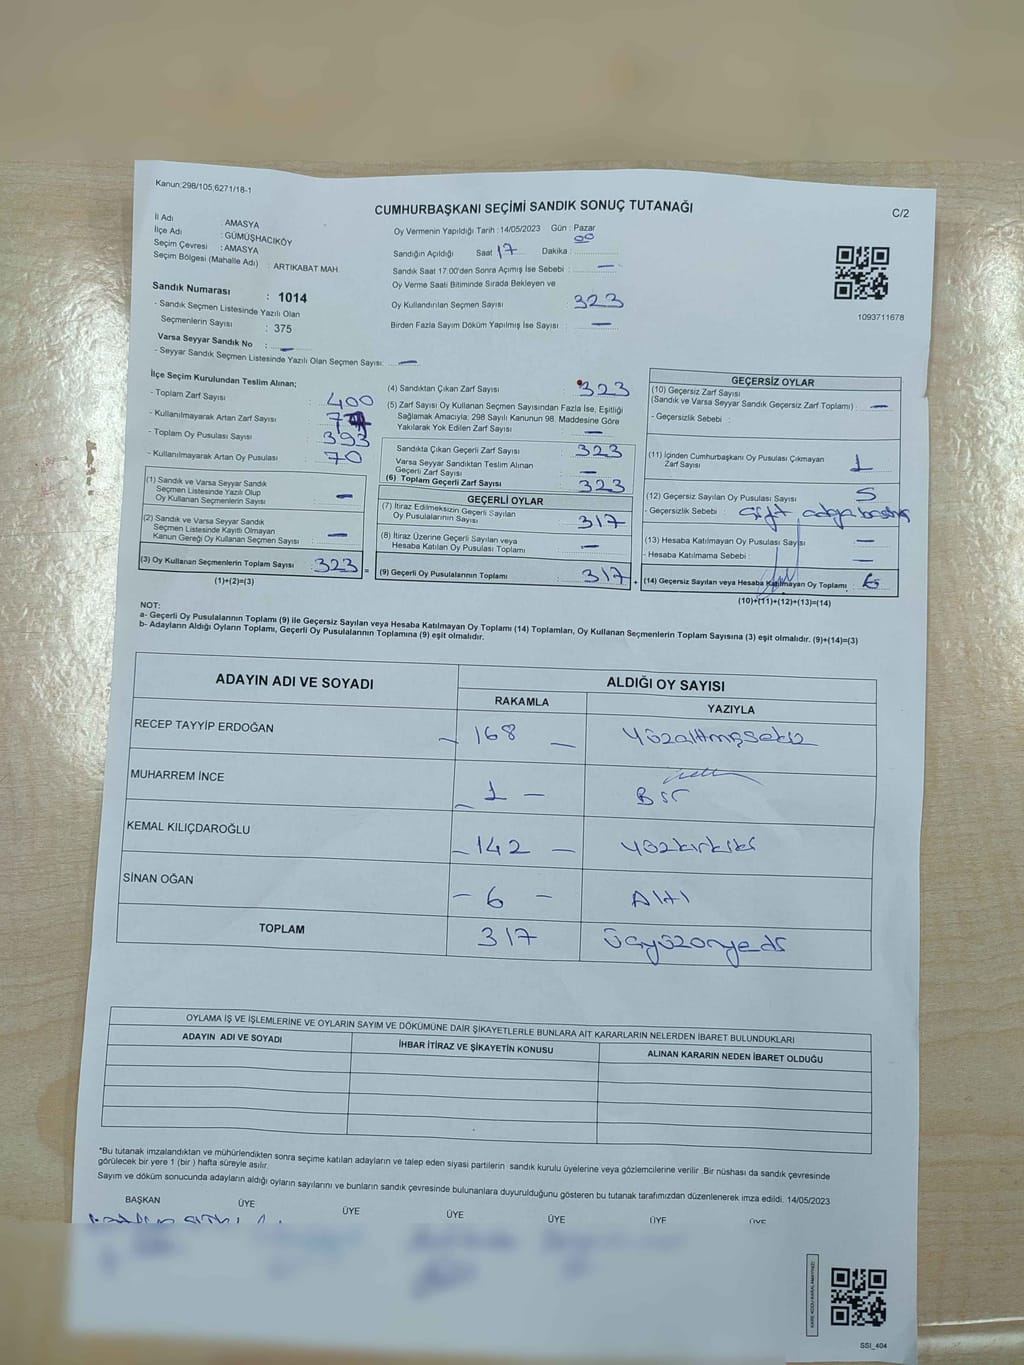 Kanun,298/105,6271/18-1
CUMHURBAŞKANI SEÇİMİ SANDIK SONUÇ TUTANAĞI
C/2
İl Adı : AMASYA
İlçe Adı : GÜMÜŞHACIKÖY
Seçim Çevresi : AMASYA
Seçim Bölgesi (Mahalle Adı) : ARTIKABAT MAH.
Sandık Numarası : 1014
- Sandık Seçmen Listesinde Yazılı Olan
Seçmenlerin Sayısı : 375
Varsa Seyyar Sandık No : —
- Seyyar Sandık Seçmen Listesinde Yazılı Olan Seçmen Sayısı: —
Oy Vermenin Yapıldığı Tarih : 14/05/2023 Gün : Pazar
Sandığın Açıldığı Saat 17 Dakika : 00
Sandık Saat 17:00'den Sonra Açımış İse Sebebi : —
Oy Verme Saati Bitiminde Sırada Bekleyen ve
Oy Kullandırılan Seçmen Sayısı : 323
Birden Fazla Sayım Döküm Yapılmış İse Sayısı : —
1093711678
İlçe Seçim Kurulundan Teslim Alınan;
- Toplam Zarf Sayısı : 400
- Kullanılmayarak Artan Zarf Sayısı :
- Toplam Oy Pusulası Sayısı : 393
- Kullanılmayarak Artan Oy Pusulası : 70
(1) Sandık ve Varsa Seyyar Sandık
Seçmen Listesinde Yazılı Olup
Oy Kullanan Seçmenlerin Sayısı : —
(2) Sandık ve Varsa Seyyar Sandık
Seçmen Listesinde Kayıtlı Olmayan
Kanun Gereği Oy Kullanan Seçmen Sayısı : —
(3) Oy Kullanan Seçmenlerin Toplam Sayısı : 323 =
(1)+(2)=(3)
(4) Sandıktan Çıkan Zarf Sayısı : 323
(5) Zarf Sayısı Oy Kullanan Seçmen Sayısından Fazla İse, Eşitliği
Sağlamak Amacıyla; 298 Sayılı Kanunun 98. Maddesine Göre
Yakılarak Yok Edilen Zarf Sayısı : —
Sandıkta Çıkan Geçerli Zarf Sayısı : 323
Varsa Seyyar Sandıktan Teslim Alınan
Geçerli Zarf Sayısı : —
(6) Toplam Geçerli Zarf Sayısı : 323
GEÇERLİ OYLAR
(7) İtiraz Edilmeksizin Geçerli Sayılan
Oy Pusulalarının Sayısı : 317
(8) İtiraz Üzerine Geçerli Sayılan veya
Hesaba Katılan Oy Pusulası Toplamı : —
(9) Geçerli Oy Pusulalarının Toplamı : 317 +
GEÇERSİZ OYLAR
(10) Geçersiz Zarf Sayısı
(Sandık ve Varsa Seyyar Sandık Geçersiz Zarf Toplamı) : —
- Geçersizlik Sebebi :
(11) İçinden Cumhurbaşkanı Oy Pusulası Çıkmayan
Zarf Sayısı : 1
(12) Geçersiz Sayılan Oy Pusulası Sayısı : 5
- Geçersizlik Sebebi : çift adaya
(13) Hesaba Katılmayan Oy Pusulası Sayısı : —
- Hesaba Katılmama Sebebi : —
(14) Geçersiz Sayılan veya Hesaba Katılmayan Oy Toplamı : 6
(10)+(11)+(12)+(13)=(14)
NOT:
a- Geçerli Oy Pusulalarının Toplamı (9) ile Geçersiz Sayılan veya Hesaba Katılmayan Oy Toplamı (14) Toplamları, Oy Kullanan Seçmenlerin Toplam Sayısına (3) eşit olmalıdır. (9)+(14)=(3)
b- Adayların Aldığı Oyların Toplamı, Geçerli Oy Pusulalarının Toplamına (9) eşit olmalıdır.
ADAYIN ADI VE SOYADI ALDIĞI OY SAYISI
RAKAMLA YAZIYLA
RECEP TAYYİP ERDOĞAN — 168 — Yüzaltmışsekiz
MUHARREM İNCE — 1 — Bir
KEMAL KILIÇDAROĞLU — 142 — Yüzkırkiki
SİNAN OĞAN — 6 — Altı
TOPLAM 317 Üçyüzonyedi
OYLAMA İŞ VE İŞLEMLERİNE VE OYLARIN SAYIM VE DÖKÜMÜNE DAİR ŞİKAYETLERLE BUNLARA AİT KARARLARIN NELERDEN İBARET BULUNDUKLARI
ADAYIN ADI VE SOYADI İHBAR İTİRAZ VE ŞİKAYETİN KONUSU ALINAN KARARIN NEDEN İBARET OLDUĞU
*Bu tutanak imzalandıktan ve mühürlendikten sonra seçime katılan adayların ve talep eden siyasi partilerin sandık kurulu üyelerine veya gözlemcilerine verilir. Bir nüshası da sandık çevresinde
görülecek bir yere 1 (bir ) hafta süreyle asılır.
Sayım ve döküm sonucunda adayların aldığı oyların sayılarını ve bunların sandık çevresinde bulunanlara duyurulduğunu gösteren bu tutanak tarafımızdan düzenlenerek imza edildi. 14/05/2023
BAŞKAN ÜYE ÜYE ÜYE ÜYE ÜYE ÜYE
SSI_404